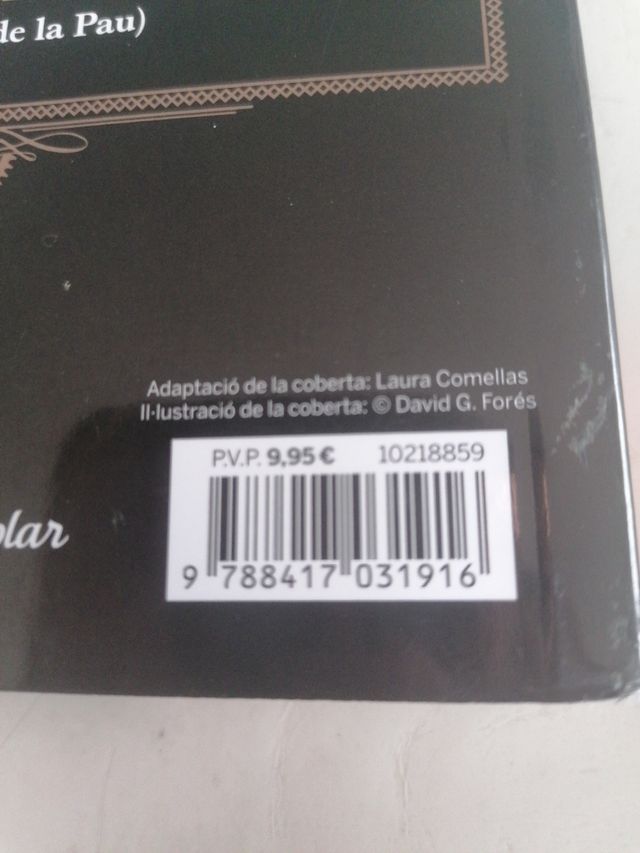 de la Pau)
Adaptació de la coberta: Laura Comellas
Il·lustració de la coberta: © David G. Forés
P.V.P. 9,95 € 10218859
olar
9 788417 031916